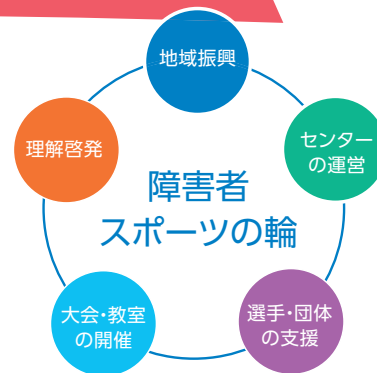 地域振興
センター
の運営
選手・団体
の支援
大会・教室
の開催
理解啓発
障害者
スポーツの輪